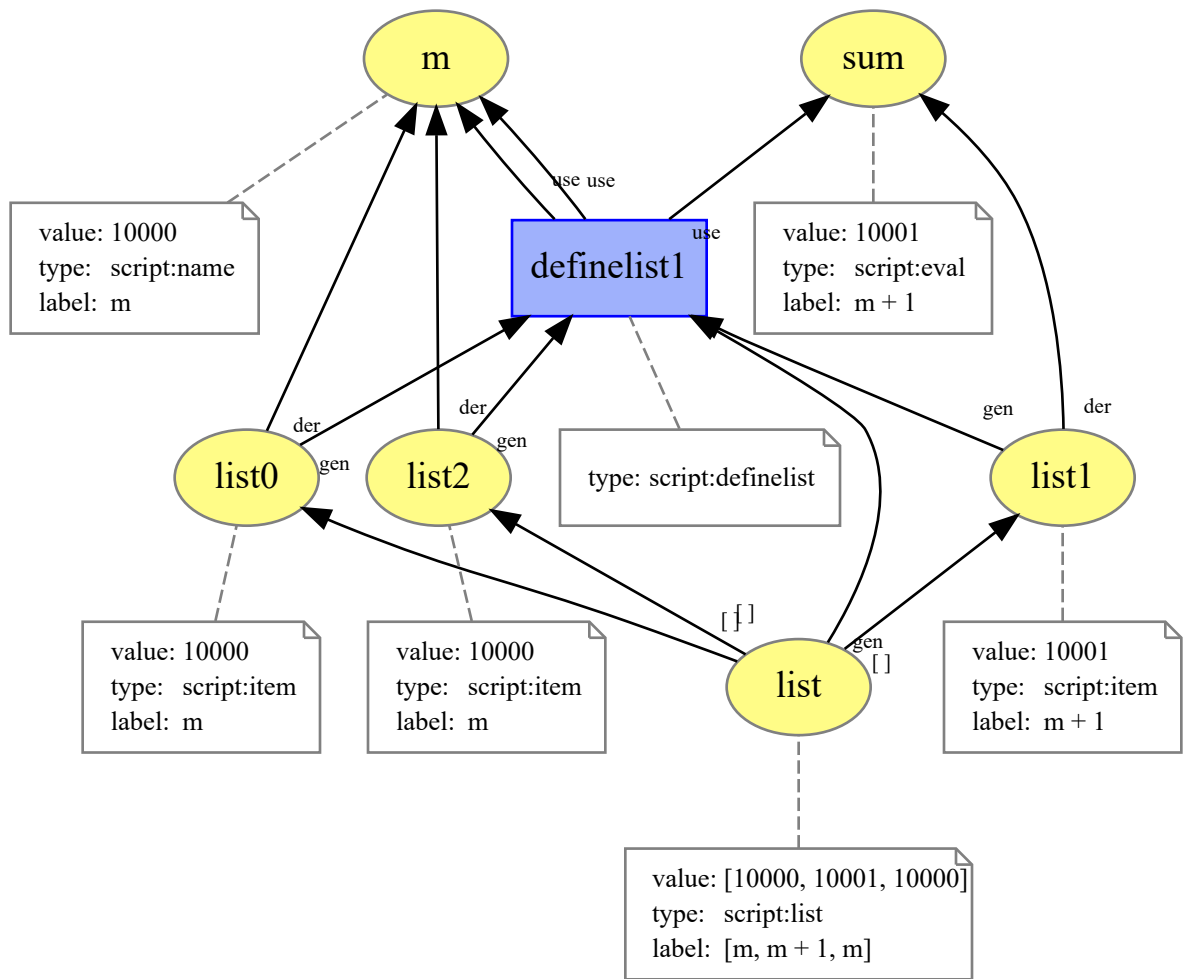 m
sum
use
use
use
value: 10000
type: script:name
label: m
definelist1
value: 10001
type: script:eval
label: m + 1
der
gen
der
gen
gen
der
list0
list2
type: script:definelist
list1
[ ]
[ ]
gen
[ ]
value: 10000
type: script:item
label: m
value: 10000
type: script:item
label: m
list
value: 10001
type: script:item
label: m + 1
value: [10000, 10001, 10000]
type: script:list
label: [m, m + 1, m]